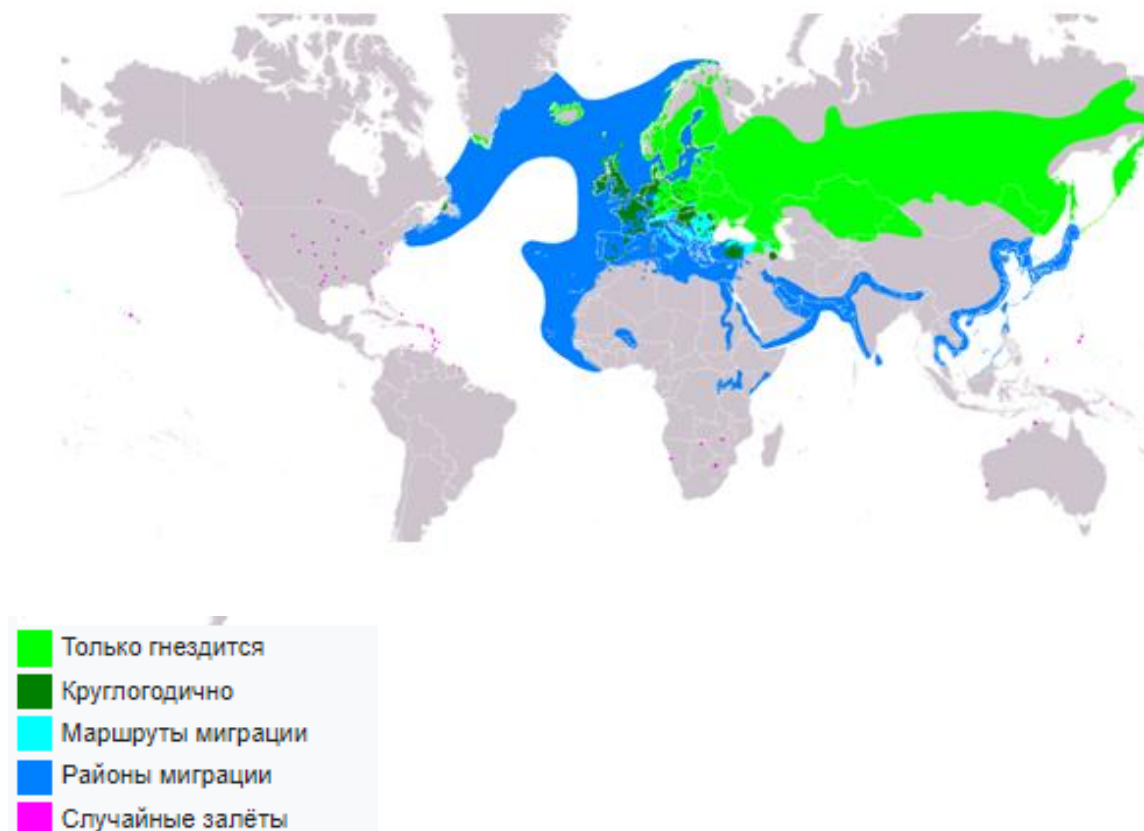 Только гнездится
Круглогодично
Маршруты миграции
Районы миграции
Случайные залёты